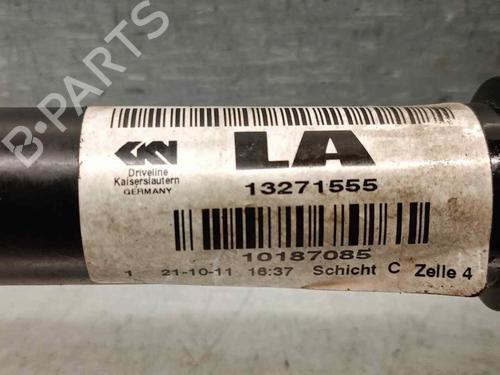 B-PARTS
GKN
LA
Driveline
Kaiserslautern
GERMANY
13271555
10187085
1 21-10-11 16:37 Schicht C Zelle 4